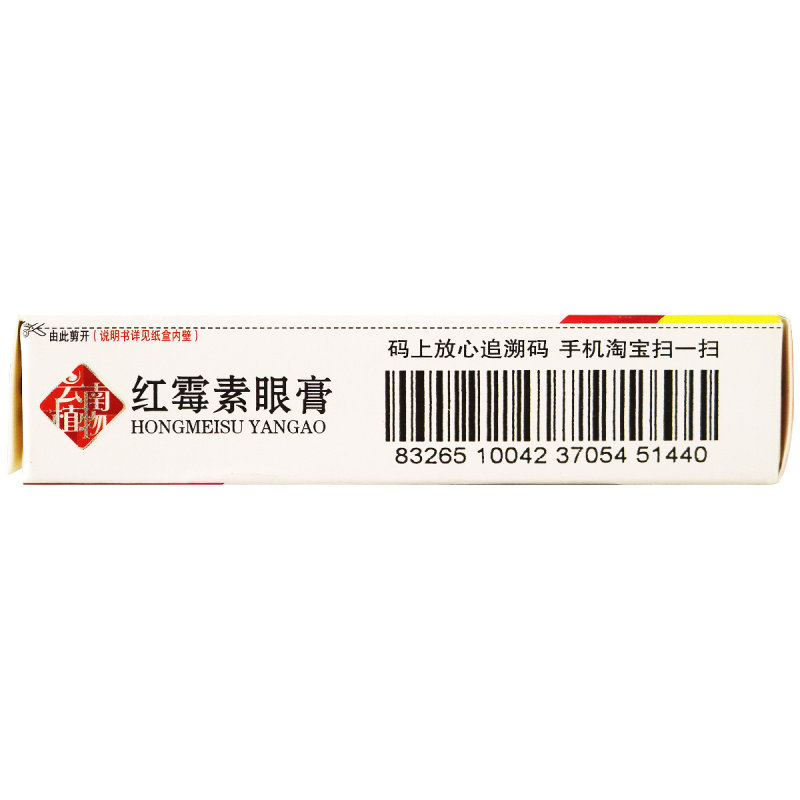 由此剪开(说明书详见纸盒内壁)
云南
植物
红霉素眼膏
HONGMEISU YANGAO
码上放心追溯码 手机淘宝扫一扫
83265 10042 37054 51440